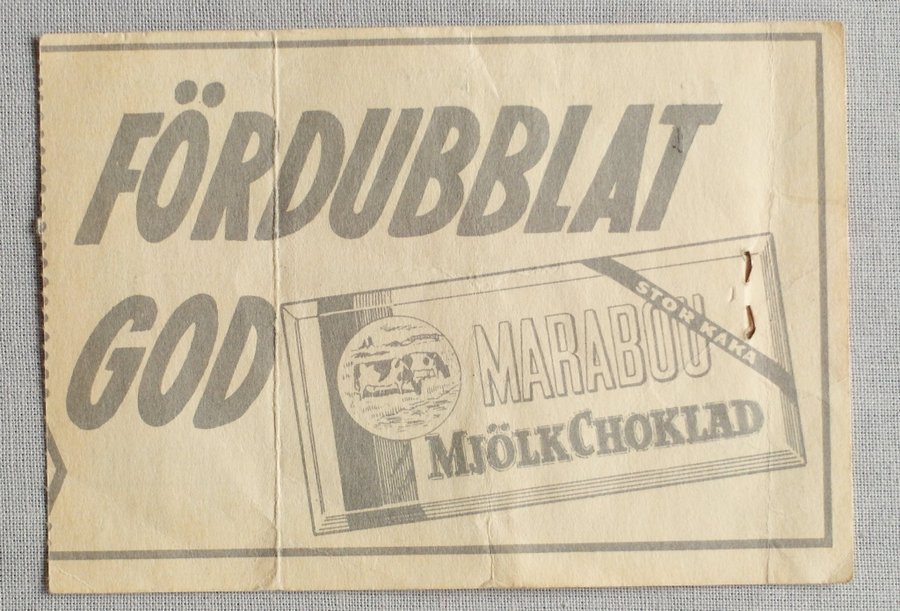 FÖRDUBBLAT
GOD
STOR KAKA
MARABOU
MJÖLKCHOKLAD